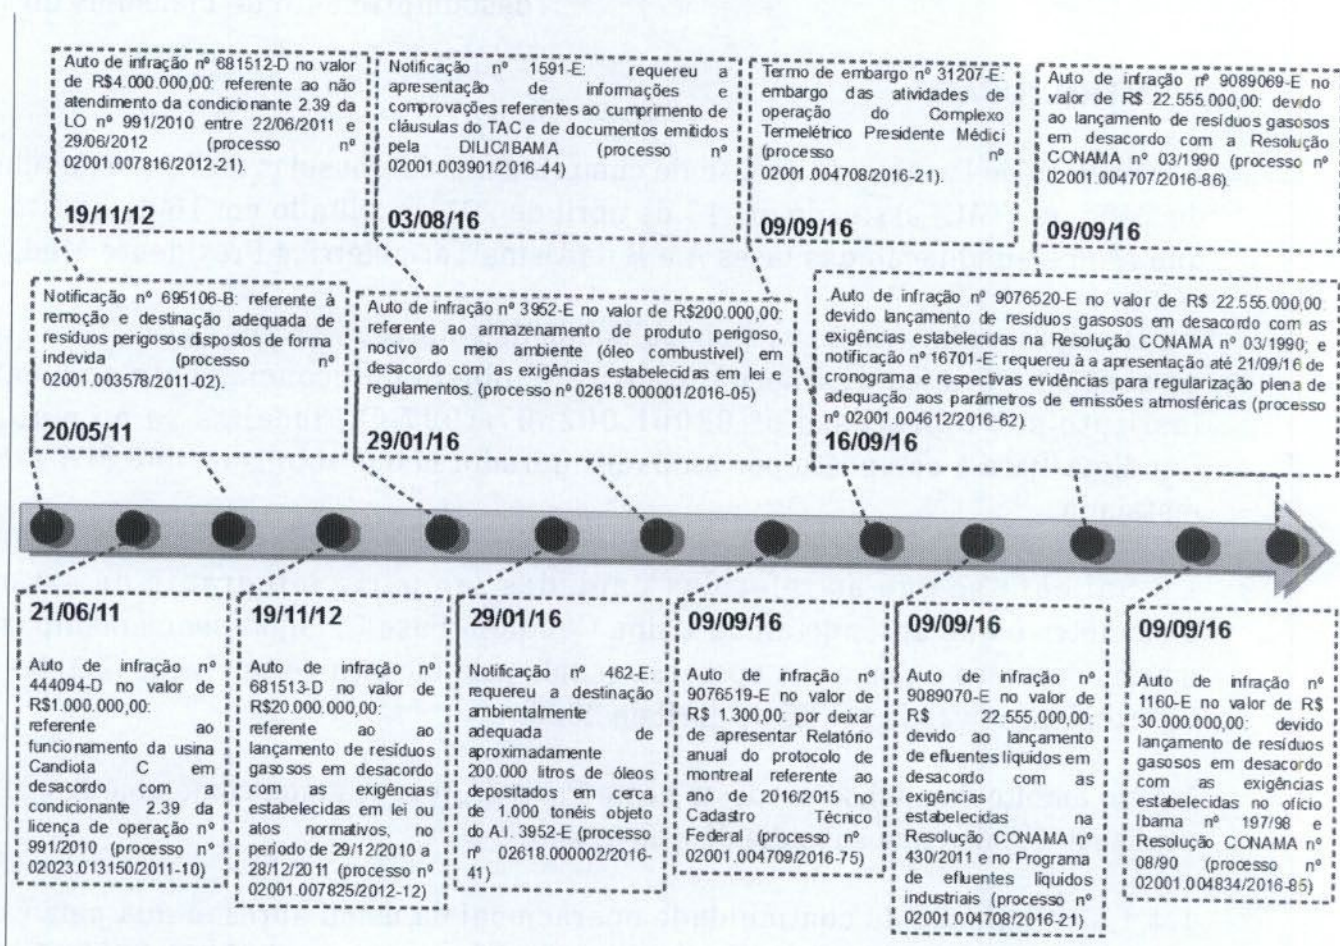 Auto de infração nº 681512-D no valor
de R$4.000.000,00: referente ao não
atendimento da condicionante 2.39 da
LO nº 991/2010 entre 22/06/2011 e
29/06/2012 (processo nº
02001.007816/2012-21).
19/11/12
Notificação nº 1591-E: requereu a
apresentação de informações e
comprovações referentes ao cumprimento de
cláusulas do TAC e de documentos emitidos
pela DILIC/IBAMA (processo nº
02001.003901/2016-44)
03/08/16
Termo de embargo nº 31207-E:
embargo das atividades de
operação do Complexo
Termelétrico Presidente Médici
(processo nº
02001.004708/2016-21).
09/09/16
Auto de infração nº 9089069-E no
valor de R$ 22.555.000,00: devido
ao lançamento de resíduos gasosos
em desacordo com a Resolução
CONAMA nº 03/1990 (processo nº
02001.004707/2016-86).
09/09/16
Notificação nº 695106-B: referente à
remoção e destinação adequada de
resíduos perigosos dispostos de forma
indevida (processo nº
02001.003578/2011-02).
20/05/11
Auto de infração nº 3952-E no valor de R$200.000,00:
referente ao armazenamento de produto perigoso,
nocivo ao meio ambiente (óleo combustível) em
desacordo com as exigências estabelecidas em lei e
regulamentos. (processo nº 02618.000001/2016-05)
29/01/16
Auto de infração nº 9076520-E no valor de R$ 22.555.000,00:
devido lançamento de resíduos gasosos em desacordo com as
exigências estabelecidas na Resolução CONAMA nº 03/1990; e
notificação nº 16701-E: requereu à a apresentação até 21/09/16 de
cronograma e respectivas evidências para regularização plena de
adequação aos parâmetros de emissões atmosféricas (processo
nº 02001.004612/2016-62).
16/09/16
21/06/11
Auto de infração nº
444094-D no valor de
R$1.000.000,00:
referente ao
funcionamento da usina
Candiota C em
desacordo com a
condicionante 2.39 da
licença de operação nº
991/2010 (processo nº
02023.013150/2011-10)
19/11/12
Auto de infração nº
681513-D no valor de
R$20.000.000,00:
referente ao ao
lançamento de resíduos
gasosos em desacordo
com as exigências
estabelecidas em lei ou
atos normativos, no
período de 29/12/2010 a
28/12/2011 (processo nº
02001.007825/2012-12)
29/01/16
Notificação nº 462-E:
requereu a destinação
ambientalmente
adequada de
aproximadamente
200.000 litros de óleos
depositados em cerca
de 1.000 tonéis objeto
do A.I. 3952-E (processo
nº 02618.000002/2016-
41)
09/09/16
Auto de infração nº
9076519-E no valor de
R$ 1.300,00: por deixar
de apresentar Relatório
anual do protocolo de
montreal referente ao
ano de 2016/2015 no
Cadastro Técnico
Federal (processo nº
02001.004709/2016-75)
09/09/16
Auto de infração nº
9089070-E no valor de
R$ 22.555.000,00:
devido ao lançamento
de efluentes líquidos em
desacordo com as
exigências
estabelecidas na
Resolução CONAMA nº
430/2011 e no Programa
de efluentes líquidos
industriais (processo nº
02001.004708/2016-21)
09/09/16
Auto de infração nº
1160-E no valor de R$
30.000.000,00: devido
lançamento de resíduos
gasosos em desacordo
com as exigências
estabelecidas no ofício
Ibama nº 197/98 e
Resolução CONAMA nº
08/90 (processo nº
02001.004834/2016-85)